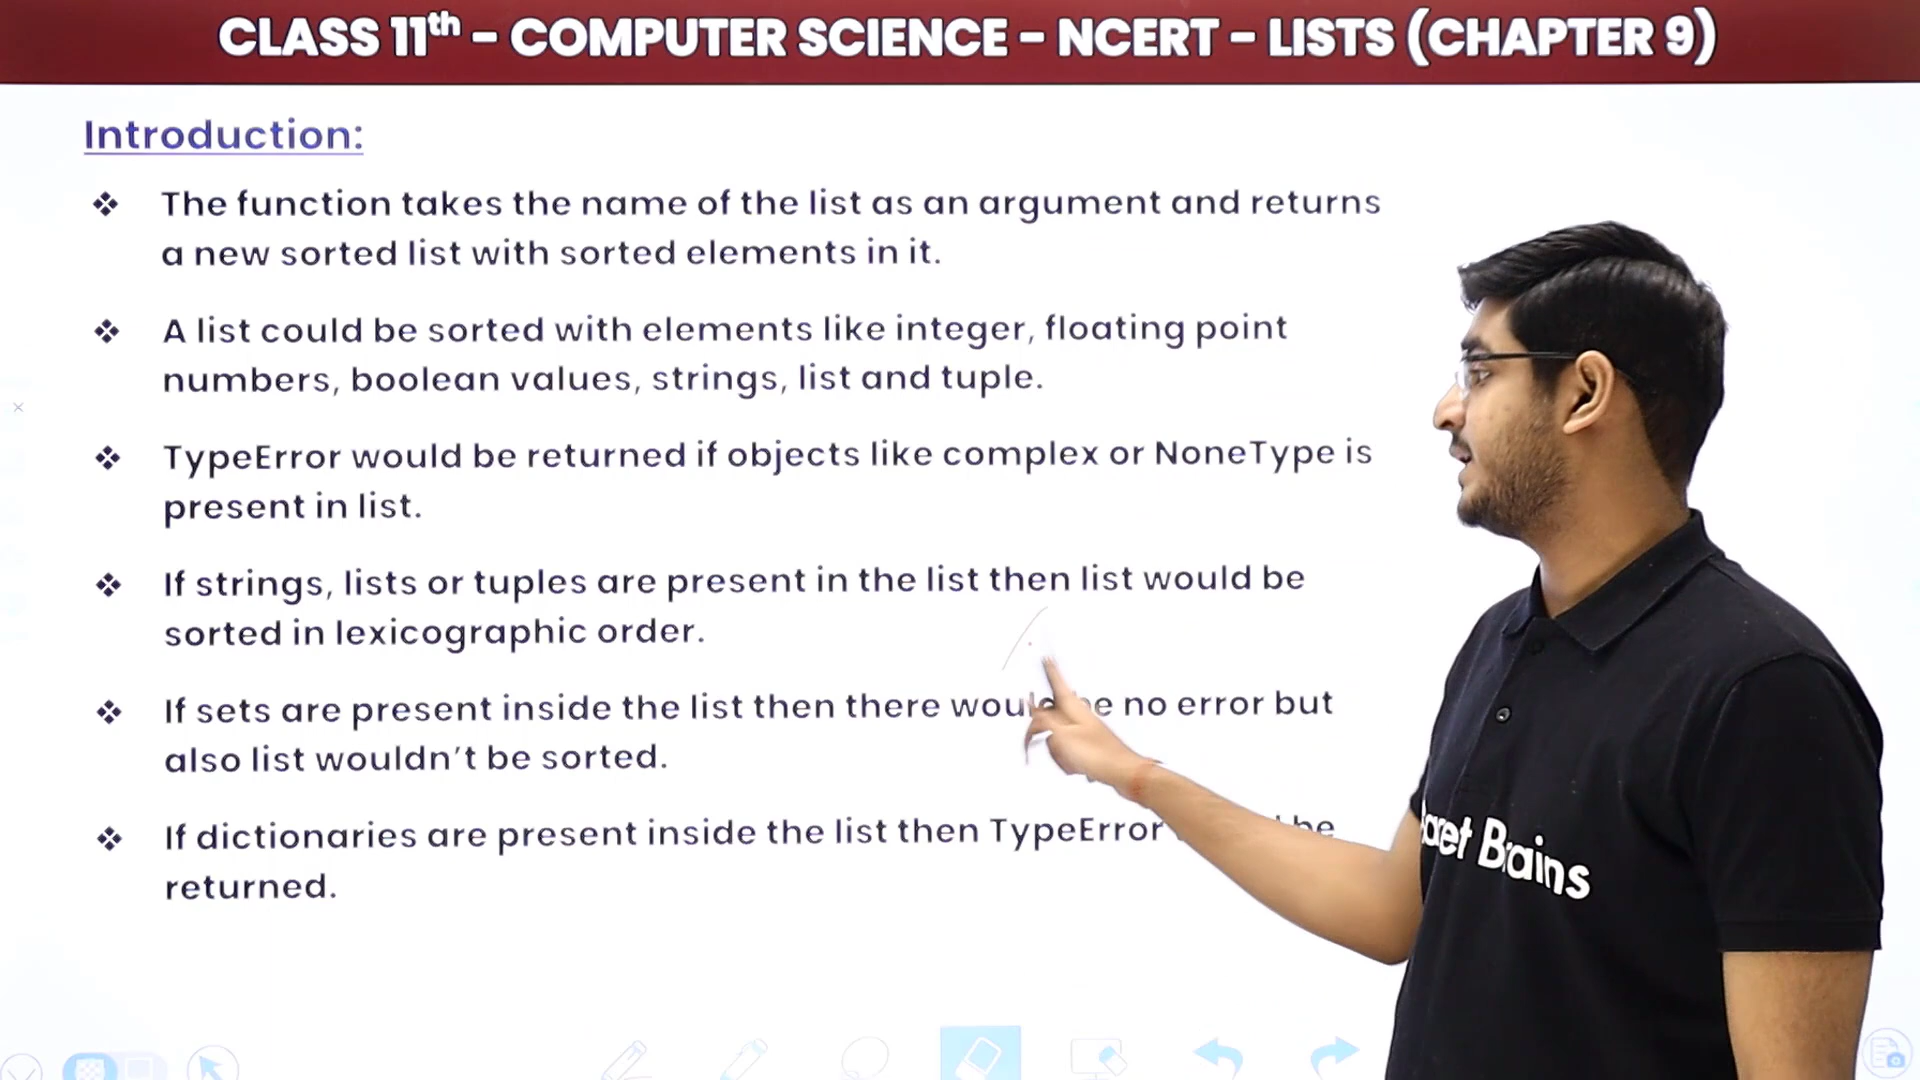 CLASS 11th – COMPUTER SCIENCE – NCERT – LISTS (CHAPTER 9)
Introduction:
❖ The function takes the name of the list as an argument and returns
a new sorted list with sorted elements in it.
❖ A list could be sorted with elements like integer, floating point
numbers, boolean values, strings, list and tuple.
❖ TypeError would be returned if objects like complex or NoneType is
present in list.
❖ If strings, lists or tuples are present in the list then list would be
sorted in lexicographic order.
❖ If sets are present inside the list then there be no error but
also list wouldn't be sorted.
❖ If dictionaries are present inside the list then TypeError be
returned.
Brains